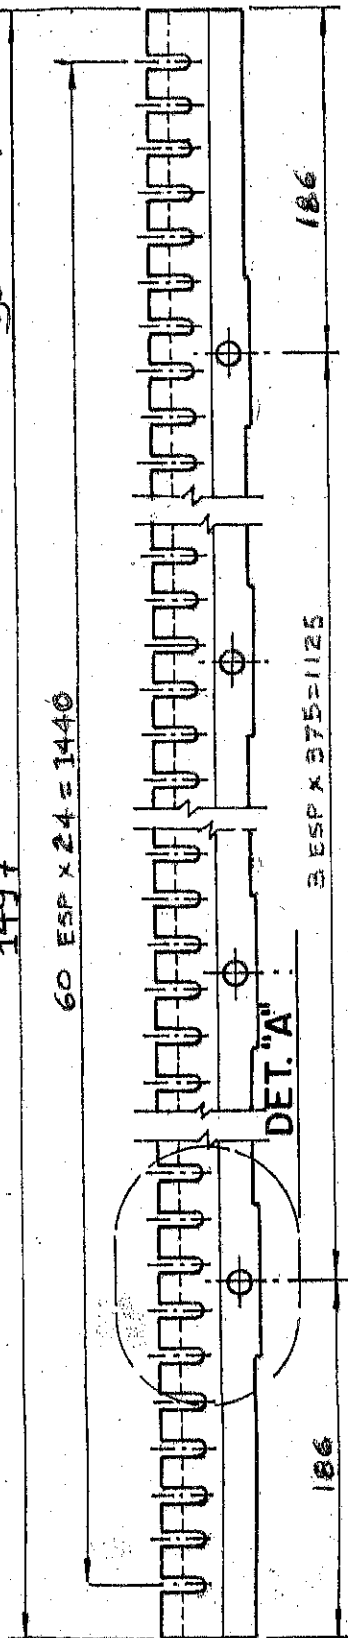 186
1497
60 ESP x 24 = 1440
3 ESP x 375 = 1125
DET. "A"
186